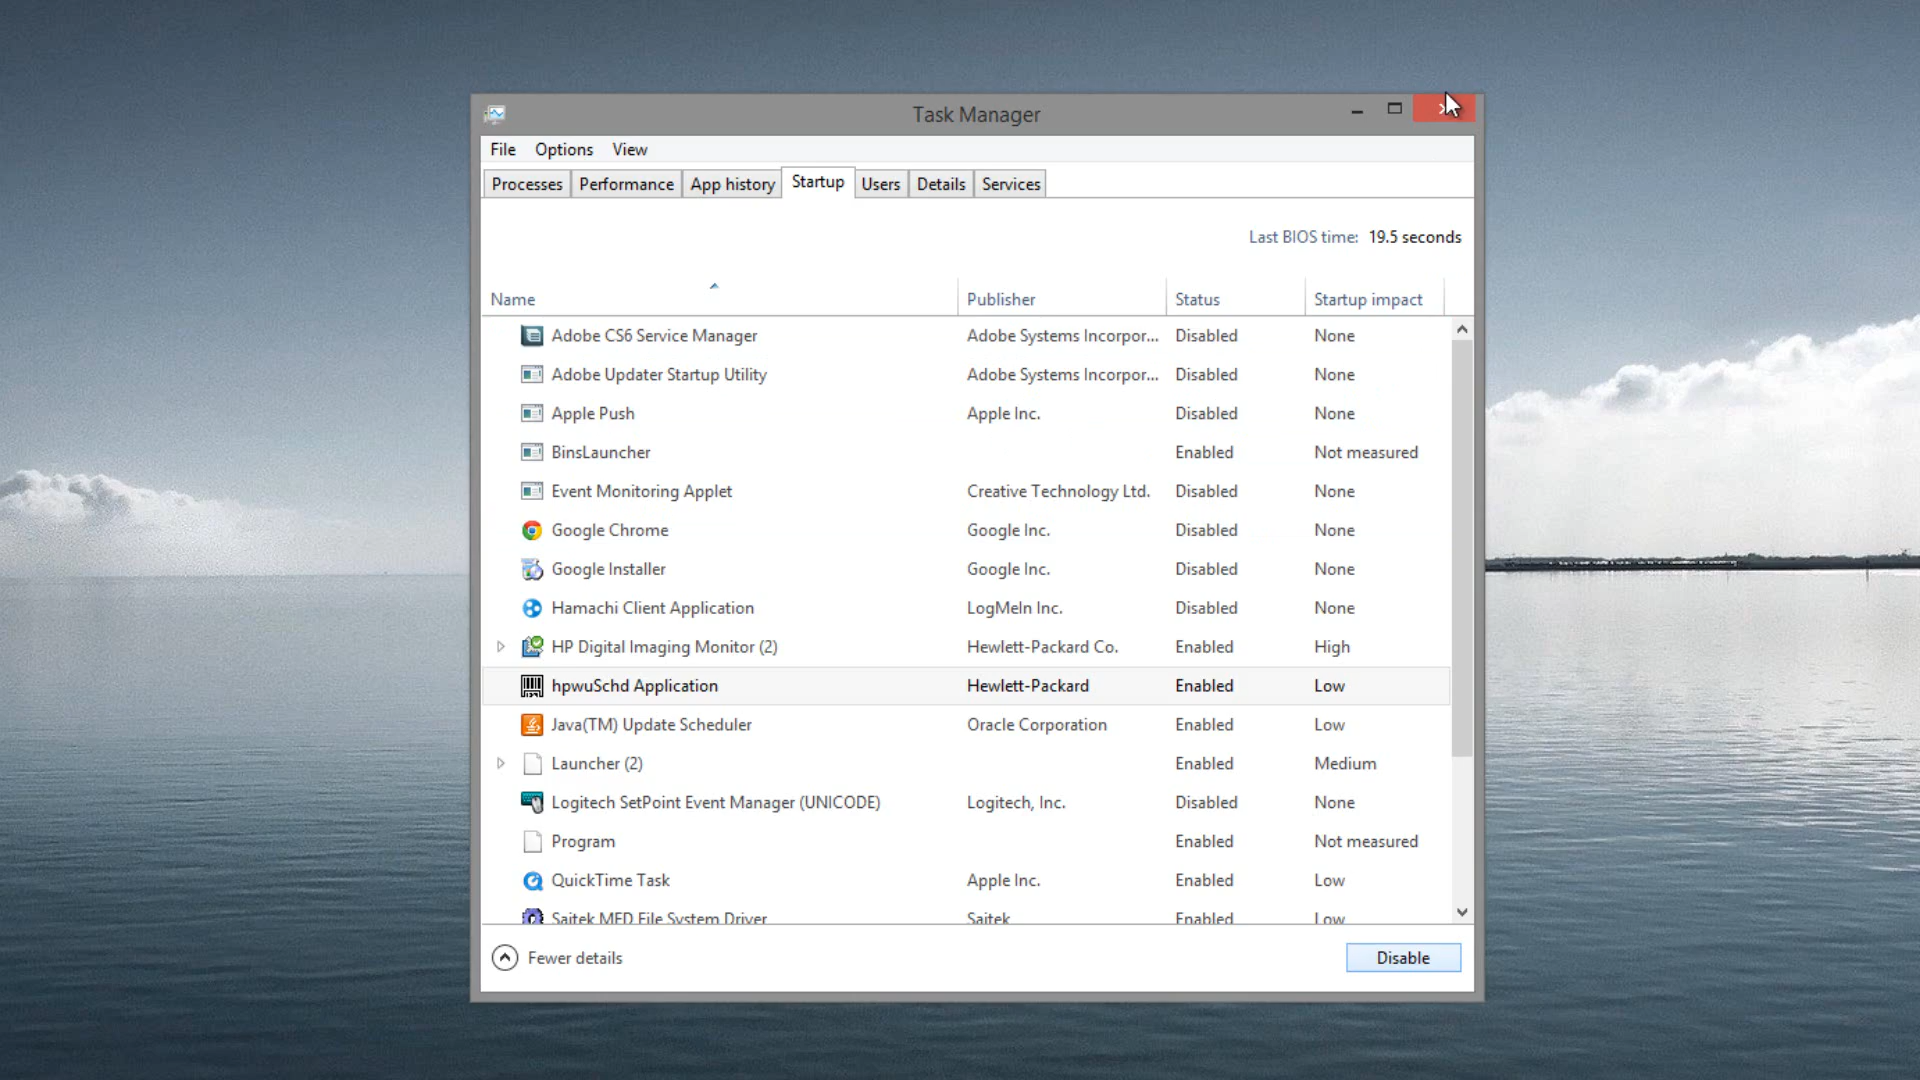 Task Manager
File Options View
Processes Performance App history Startup Users Details Services
Last BIOS time: 19.5 seconds
Name Publisher Status Startup impact
Adobe CS6 Service Manager Adobe Systems Incorpor... Disabled None
Adobe Updater Startup Utility Adobe Systems Incorpor... Disabled None
Apple Push Apple Inc. Disabled None
BinsLauncher Enabled Not measured
Event Monitoring Applet Creative Technology Ltd. Disabled None
Google Chrome Google Inc. Disabled None
Google Installer Google Inc. Disabled None
Hamachi Client Application LogMeIn Inc. Disabled None
HP Digital Imaging Monitor (2) Hewlett-Packard Co. Enabled High
hpwuSchd Application Hewlett-Packard Enabled Low
Java(TM) Update Scheduler Oracle Corporation Enabled Low
Launcher (2) Enabled Medium
Logitech SetPoint Event Manager (UNICODE) Logitech, Inc. Disabled None
Program Enabled Not measured
QuickTime Task Apple Inc. Enabled Low
Saitek MFD File System Driver Saitek Enabled Low
Fewer details Disable